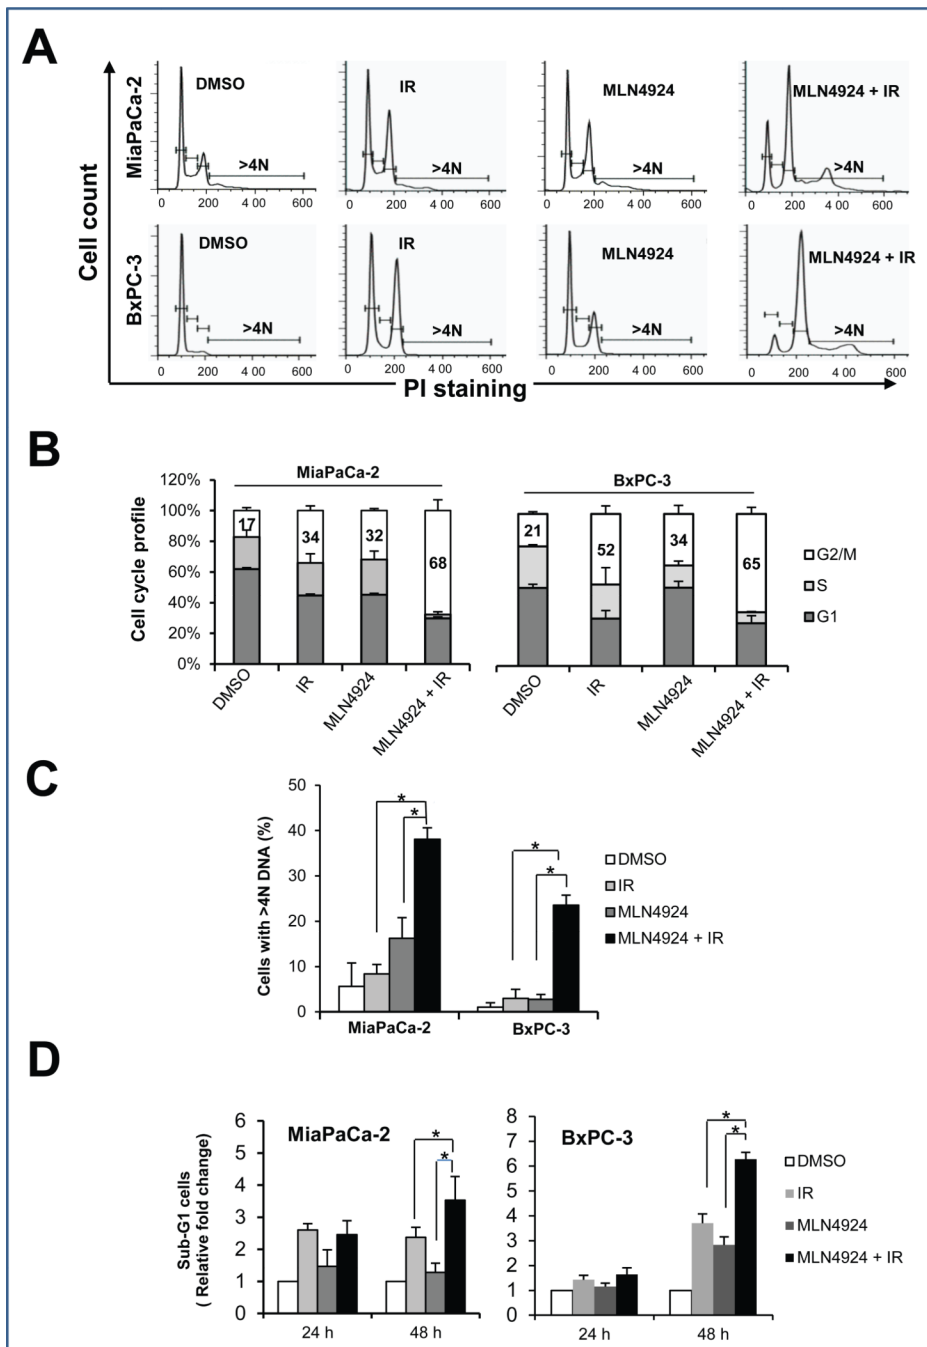 A
MiaPaCa-2
DMSO
IR
MLN4924
MLN4924 + IR
>4N
>4N
>4N
>4N
0 200 4 00 600
0 200 4 00 600
0 200 4 00 600
0 200 4 00 600
Cell count
BxPC-3
DMSO
IR
MLN4924
MLN4924 + IR
>4N
>4N
>4N
>4N
0 200 4 00 600
0 200 4 00 600
0 200 4 00 600
0 200 4 00 600
PI staining
B
MiaPaCa-2
BxPC-3
Cell cycle profile
120%
100%
80%
60%
40%
20%
0%
17
34
32
68
21
52
34
65
G2/M
S
G1
DMSO
IR
MLN4924
MLN4924 + IR
DMSO
IR
MLN4924
MLN4924 + IR
C
Cells with >4N DNA (%)
50
40
30
20
10
0
*
*
*
*
DMSO
IR
MLN4924
MLN4924 + IR
MiaPaCa-2
BxPC-3
D
Sub-G1 cells
( Relative fold change)
6
5
4
3
2
1
0
MiaPaCa-2
*
*
24 h
48 h
8
7
6
5
4
3
2
1
0
BxPC-3
*
*
24 h
48 h
DMSO
IR
MLN4924
MLN4924 + IR